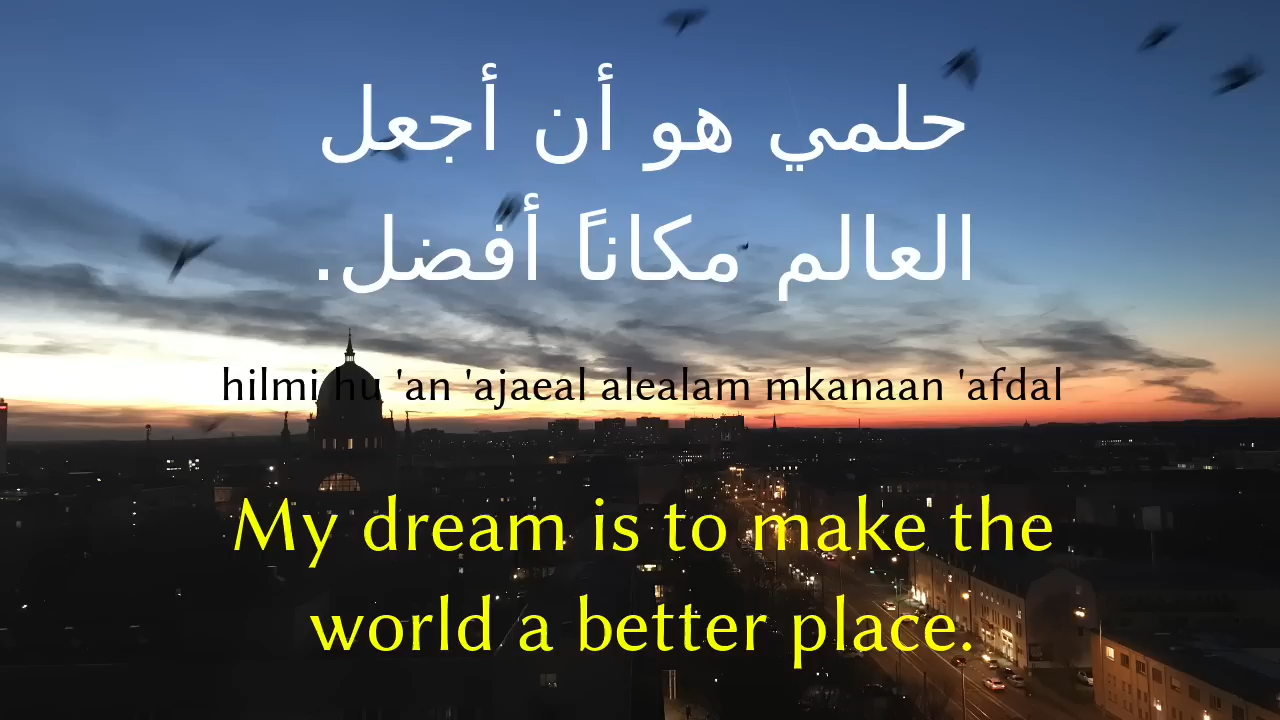 حلمي هو أن أجعل
العالم مكانًا أفضل.
hilmi hu 'an 'ajaeal alealam mkanaan 'afdal
My dream is to make the
world a better place.